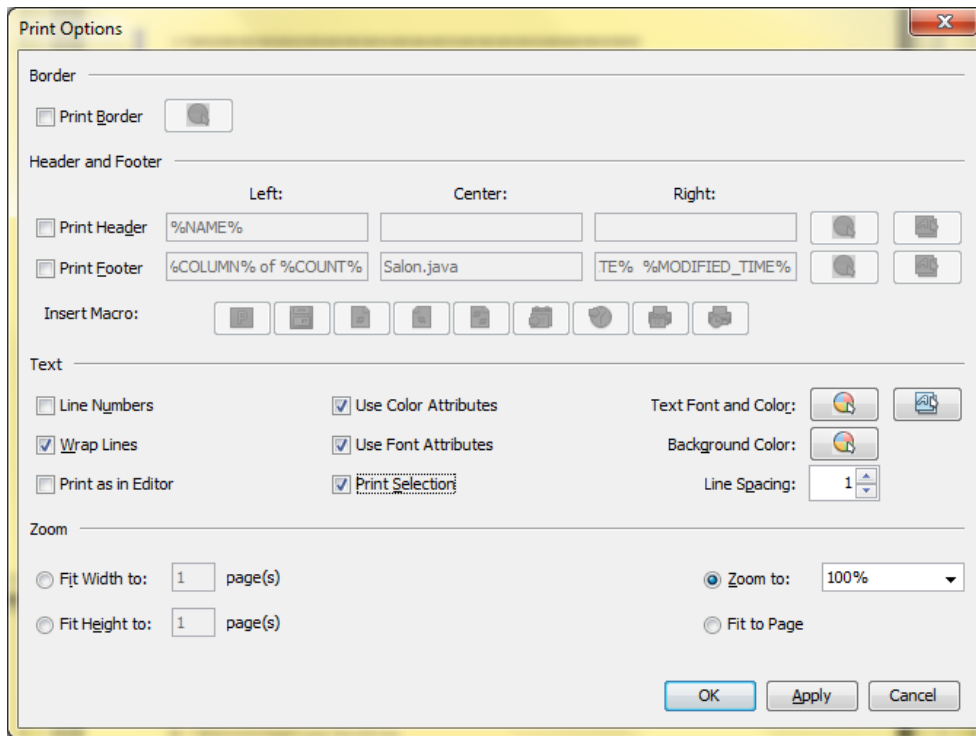 Print Options
Border
Print Border
Header and Footer
Left: Center: Right:
Print Header %NAME%
Print Footer %COLUMN% of %COUNT% Salon.java TE% %MODIFIED_TIME%
Insert Macro:
Text
Line Numbers Use Color Attributes Text Font and Color:
Wrap Lines Use Font Attributes Background Color:
Print as in Editor Print Selection Line Spacing: 1
Zoom
Fit Width to: 1 page(s) Zoom to: 100%
Fit Height to: 1 page(s) Fit to Page
OK Apply Cancel